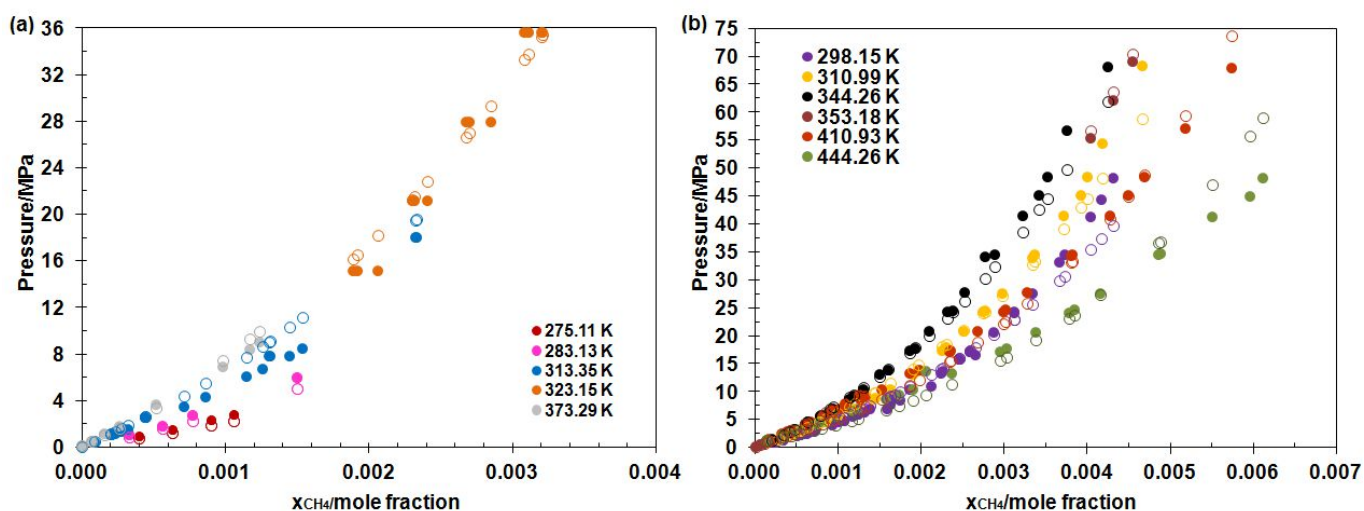 (a)
36
32
28
24
20
16
12
8
4
0
Pressure/MPa
275.11 K
283.13 K
313.35 K
323.15 K
373.29 K
0.000 0.001 0.002 0.003 0.004
xCH4/mole fraction
(b)
75
70
65
60
55
50
45
40
35
30
25
20
15
10
5
0
Pressure/MPa
298.15 K
310.99 K
344.26 K
353.18 K
410.93 K
444.26 K
0.000 0.001 0.002 0.003 0.004 0.005 0.006 0.007
xCH4/mole fraction